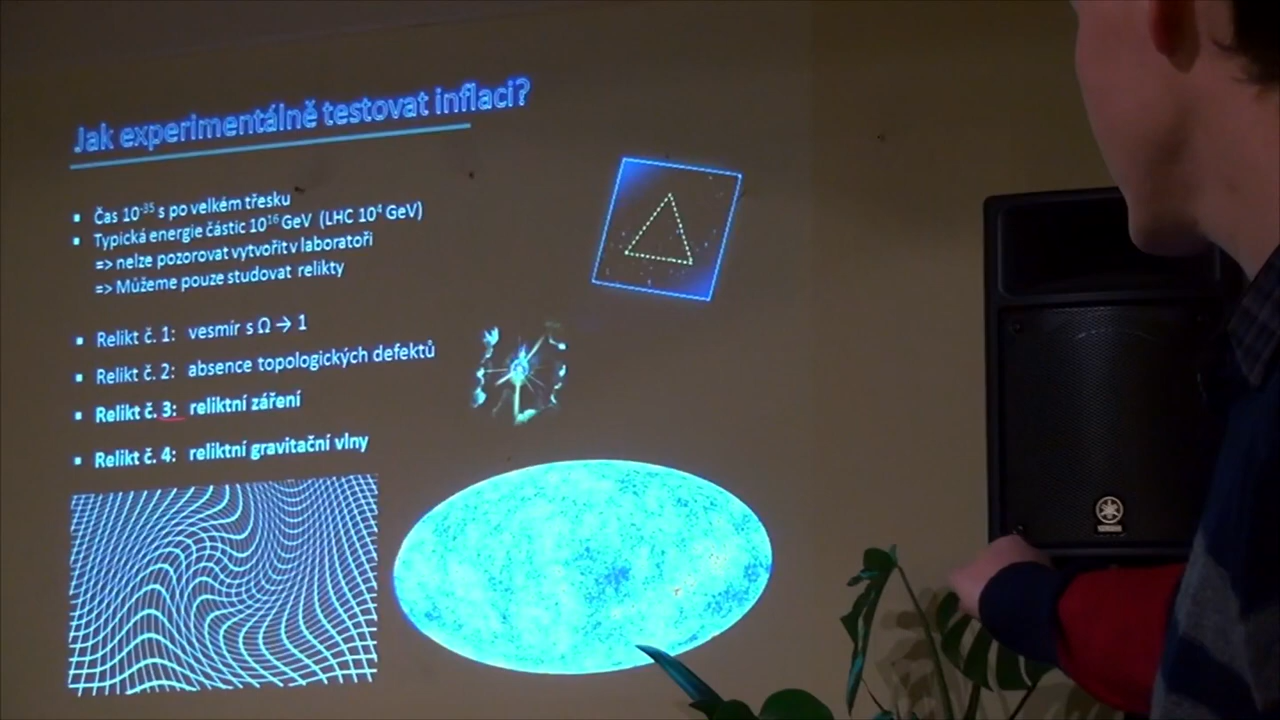 Jak experimentálně testovat inflaci?
▪ Čas 10⁻³⁵ s po velkém třesku
▪ Typická energie částic 10¹⁶ GeV (LHC 10⁴ GeV)
=> nelze pozorovat vytvořit v laboratoři
=> Můžeme pouze studovat relikty
▪ Relikt č. 1: vesmír s Ω → 1
▪ Relikt č. 2: absence topologických defektů
▪ Relikt č. 3: reliktní záření
▪ Relikt č. 4: reliktní gravitační vlny